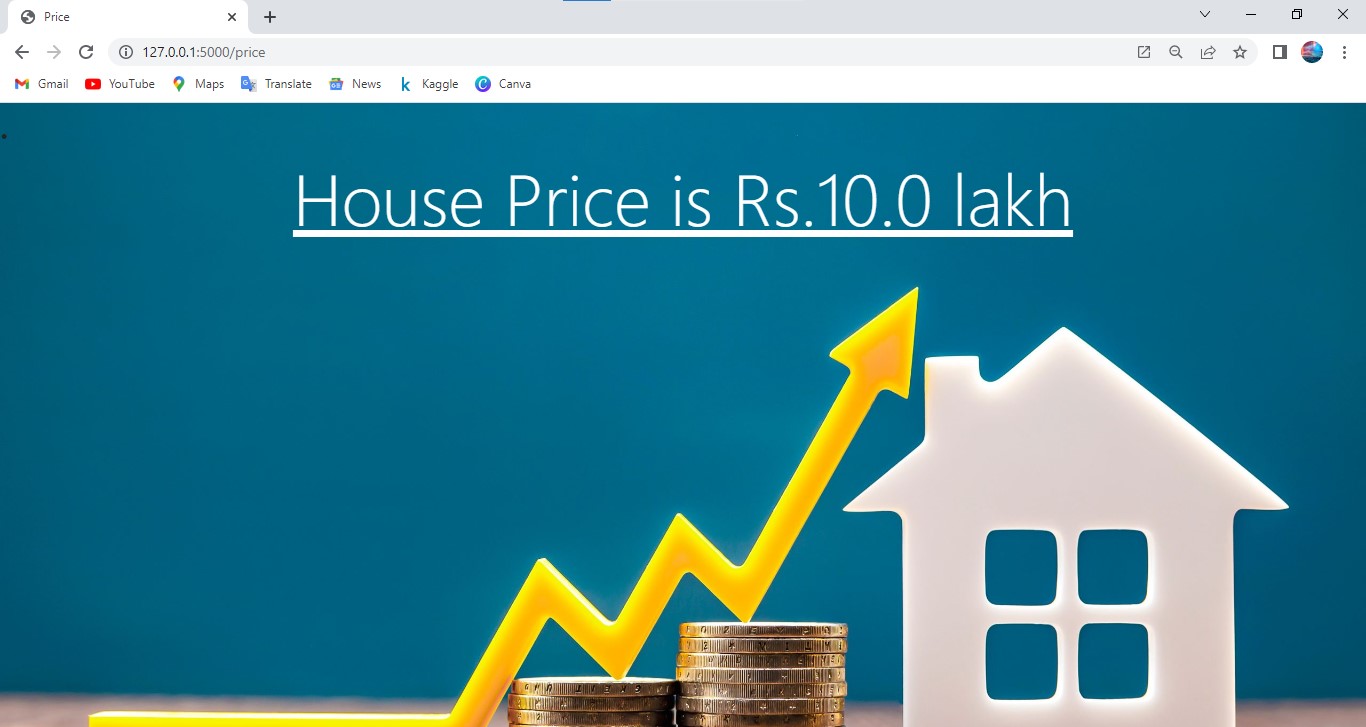 Price
127.0.0.1:5000/price
Gmail YouTube Maps Translate News Kaggle Canva
House Price is Rs.10.0 lakh